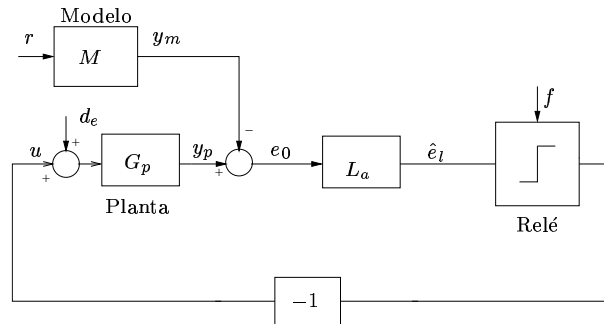 Modelo
r
M
y_m
d_e
+
−
f
u
+
G_p
y_p
+
e_0
L_a
ê_l
Planta
Relé
−1